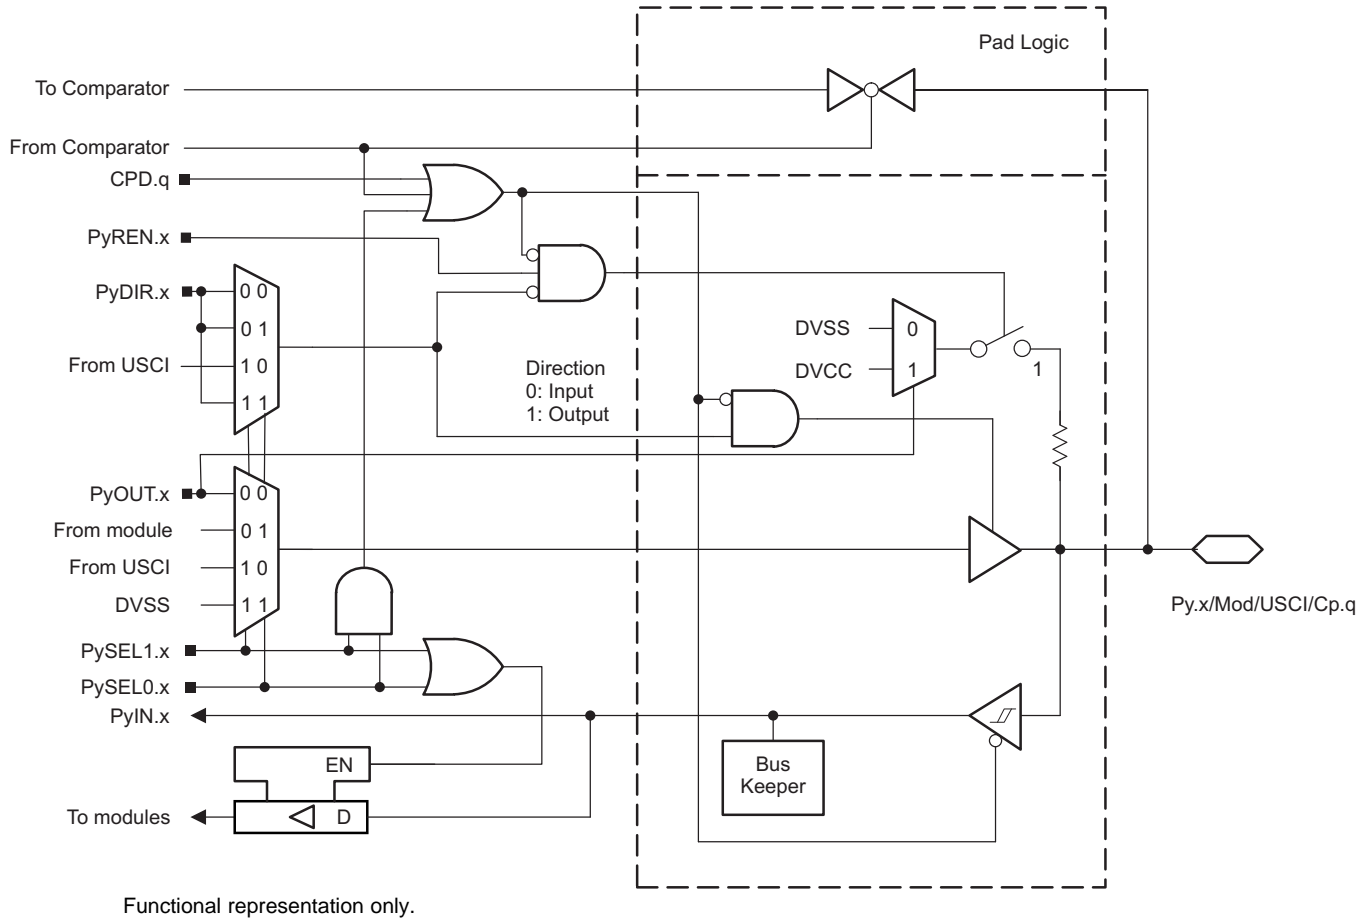 Pad Logic
To Comparator
From Comparator
CPD.q
PyREN.x
PyDIR.x
0 0
0 1
From USCI
1 0
1 1
Direction
0: Input
1: Output
DVSS
0
DVCC
1
1
PyOUT.x
0 0
From module
0 1
From USCI
1 0
DVSS
1 1
Py.x/Mod/USCI/Cp.q
PySEL1.x
PySEL0.x
PyIN.x
EN
Bus
Keeper
To modules
D
Functional representation only.